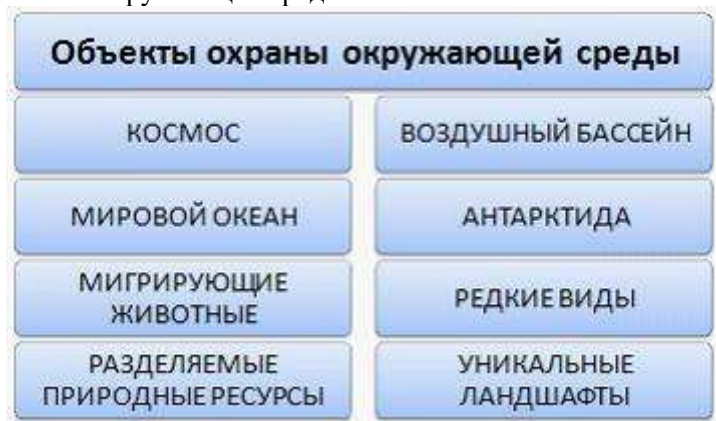 Объекты охраны окружающей среды
КОСМОС
ВОЗДУШНЫЙ БАССЕЙН
МИРОВОЙ ОКЕАН
АНТАРКТИДА
МИГРИРУЮЩИЕ
ЖИВОТНЫЕ
РЕДКИЕ ВИДЫ
РАЗДЕЛЯЕМЫЕ
ПРИРОДНЫЕ РЕСУРСЫ
УНИКАЛЬНЫЕ
ЛАНДШАФТЫ